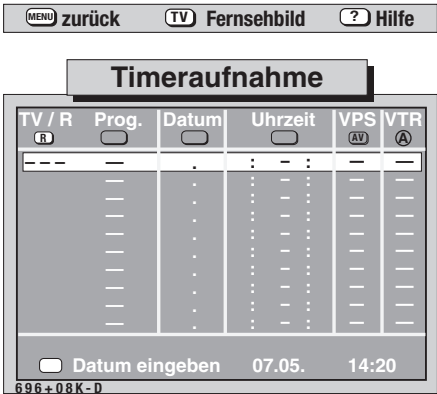 MENU zurück TV Fernsehbild ? Hilfe
Timeraufnahme
TV / R Prog. Datum Uhrzeit VPS VTR
R AV A
– – – — . : – : — —
— . : – : — —
— . : – : — —
— . : – : — —
— . : – : — —
— . : – : — —
— . : – : — —
— . : – : — —
— . : – : — —
Datum eingeben 07.05. 14:20
696+08K-D